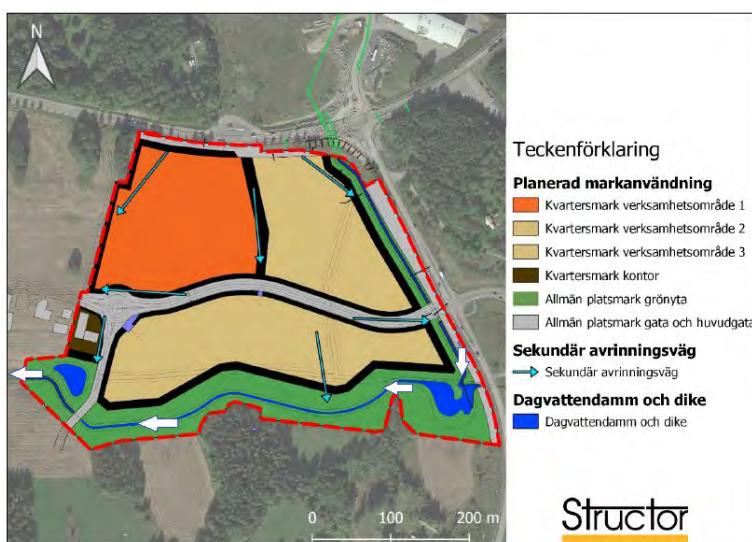 N
Teckenförklaring
Planerad markanvändning
Kvartersmark verksamhetsområde 1
Kvartersmark verksamhetsområde 2
Kvartersmark verksamhetsområde 3
Kvartersmark kontor
Allmän platsmark grönyta
Allmän platsmark gata och huvudgata
Sekundär avrinningsväg
Sekundär avrinningsväg
Dagvattendamm och dike
Dagvattendamm och dike
0 100 200 m
Structor